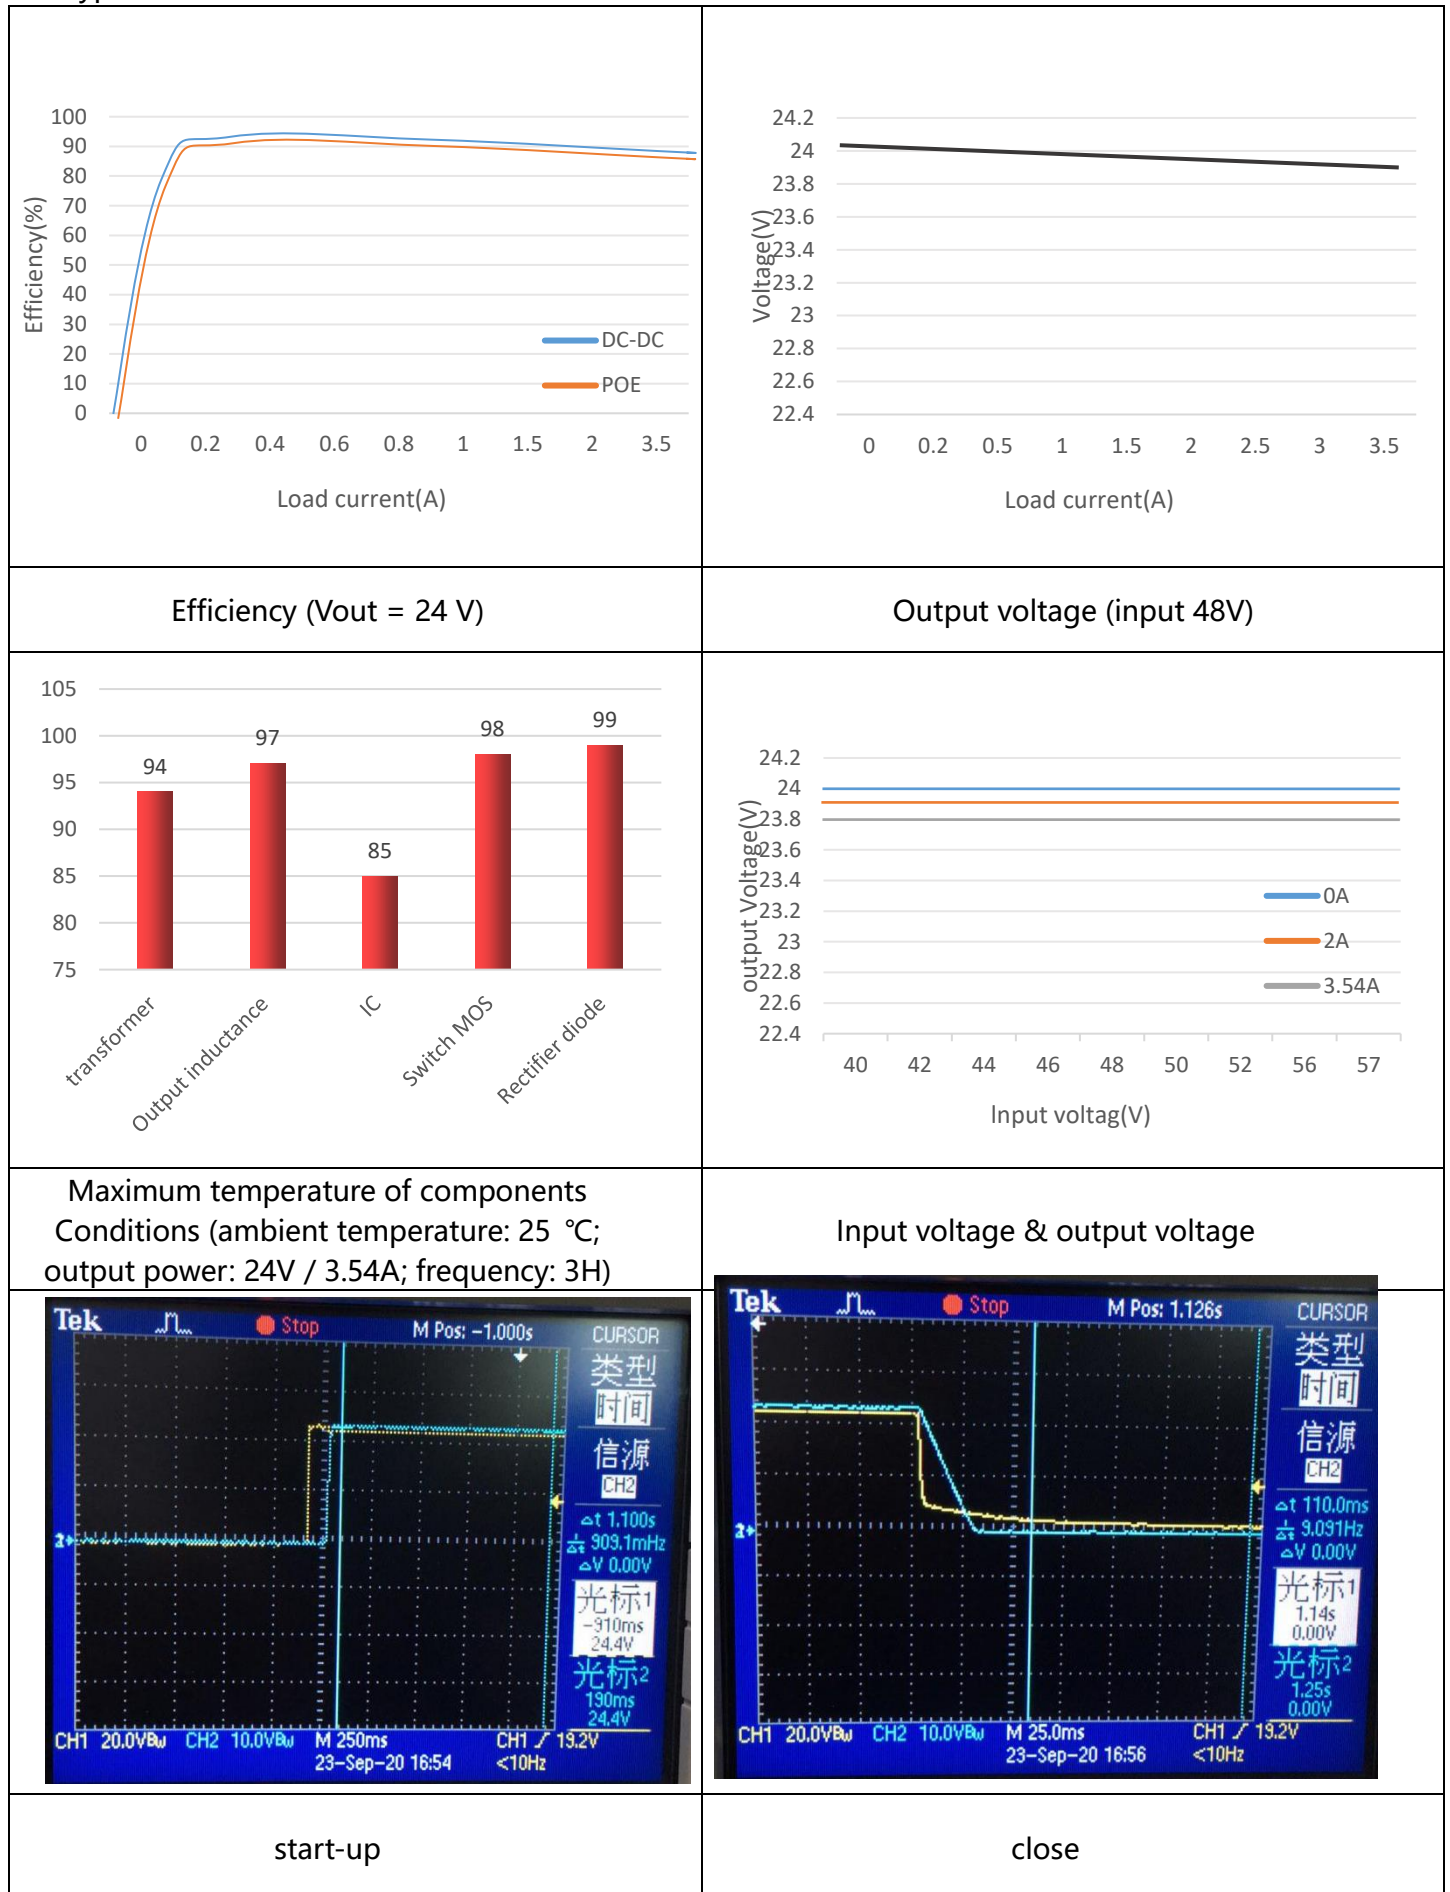 100
90
80
70
60
50
40
30
20
10
0
Efficiency(%)
DC-DC
POE
0 0.2 0.4 0.6 0.8 1 1.5 2 3.5
Load current(A)
24.2
24
23.8
23.6
23.4
23.2
23
22.8
22.6
22.4
Voltage(V)
0 0.2 0.5 1 1.5 2 2.5 3 3.5
Load current(A)
Efficiency (Vout = 24 V)
Output voltage (input 48V)
105
100
95
90
85
80
75
94
97
85
98
99
transformer
Output inductance
IC
Switch MOS
Rectifier diode
24.2
24
23.8
23.6
23.4
23.2
23
22.8
22.6
22.4
output Voltage(V)
0A
2A
3.54A
40 42 44 46 48 50 52 56 57
Input voltag(V)
Maximum temperature of components
Conditions (ambient temperature: 25 ℃;
output power: 24V / 3.54A; frequency: 3H)
Input voltage & output voltage
Tek Stop M Pos: -1.000s CURSOR
类型
时间
信源
CH2
△t 1.100s
1/△t 909.1mHz
△V 0.00V
光标1
-910ms
24.4V
光标2
190ms
24.4V
CH1 20.0VBw CH2 10.0VBw M 250ms CH1 19.2V
23-Sep-20 16:54 <10Hz
Tek Stop M Pos: 1.126s CURSOR
类型
时间
信源
CH2
△t 110.0ms
1/△t 9.091Hz
△V 0.00V
光标1
1.14s
0.00V
光标2
1.25s
0.00V
CH1 20.0VBw CH2 10.0VBw M 25.0ms CH1 19.2V
23-Sep-20 16:56 <10Hz
start-up
close